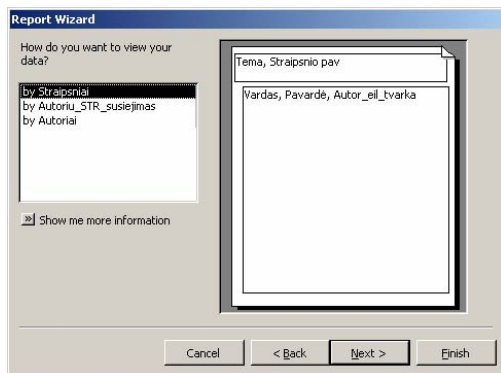 Report Wizard
How do you want to view your
data?
by Straipsniai
by Autoriu_STR_susiejimas
by Autoriai
Show me more information
Tema, Straipsnio pav
Vardas, Pavardė, Autor_eil_tvarka
Cancel
< Back
Next >
Finish